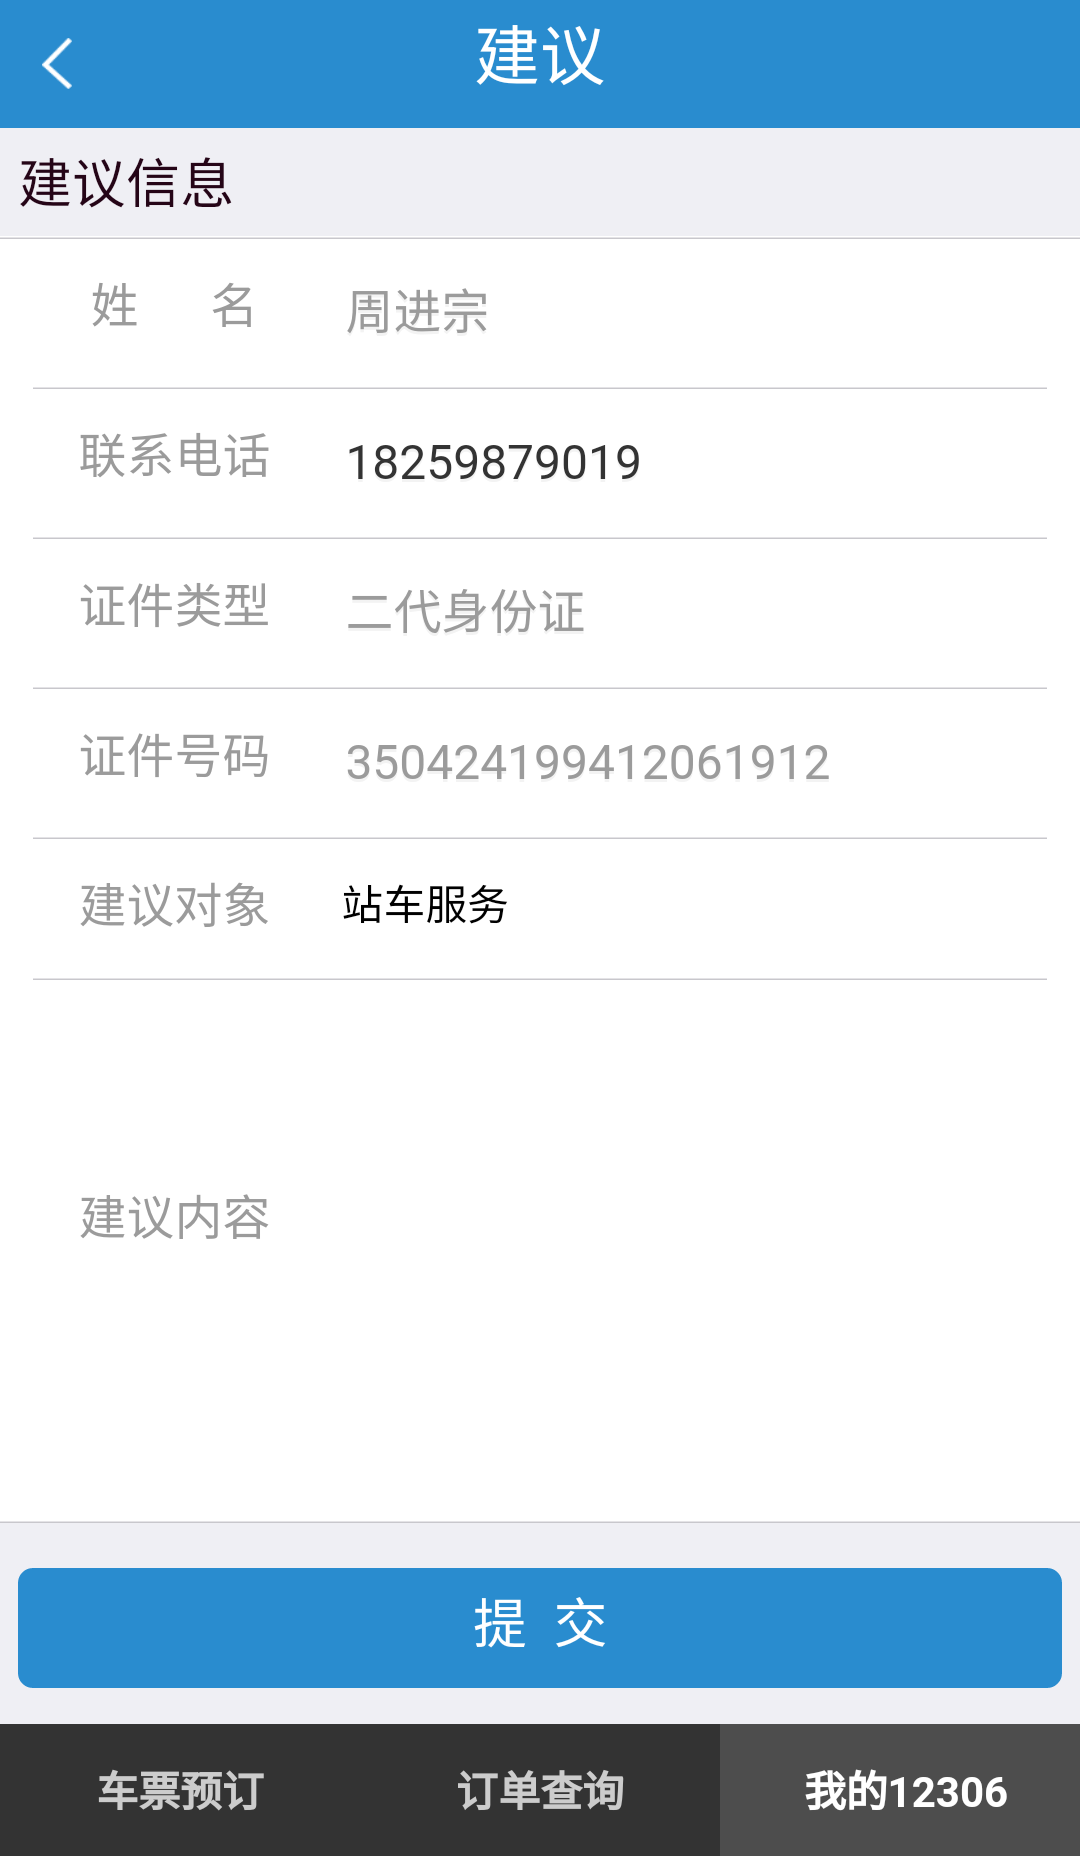 建议
建议信息
姓 名 周进宗
联系电话 18259879019
证件类型 二代身份证
证件号码 350424199412061912
建议对象 站车服务
建议内容
提 交
车票预订 订单查询 我的12306